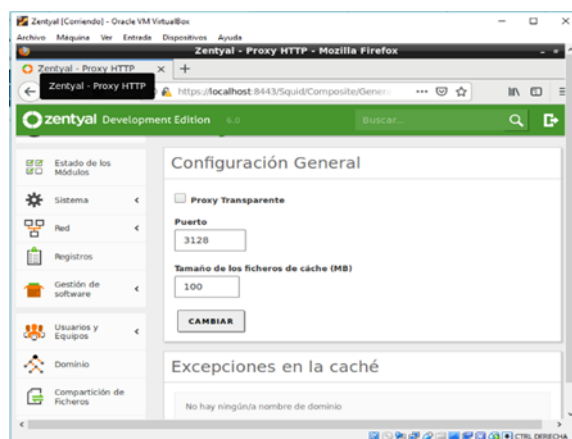 Zentyal [Corriendo] - Oracle VM VirtualBox
Archivo Máquina Ver Entrada Dispositivos Ayuda
Zentyal - Proxy HTTP - Mozilla Firefox
Zentyal - Proxy HTTP
Zentyal - Proxy HTTP
https://localhost:8443/Squid/Composite/Gener
zentyal Development Edition 6.0
Buscar...
Estado de los
Módulos
Sistema
Red
Registros
Gestión de
software
Usuarios y
Equipos
Dominio
Compartición de
Ficheros
Configuración General
Proxy Transparente
Puerto
3128
Tamaño de los ficheros de cáche (MB)
100
CAMBIAR
Excepciones en la caché
No hay ningún/a nombre de dominio
CTRL DERECHA